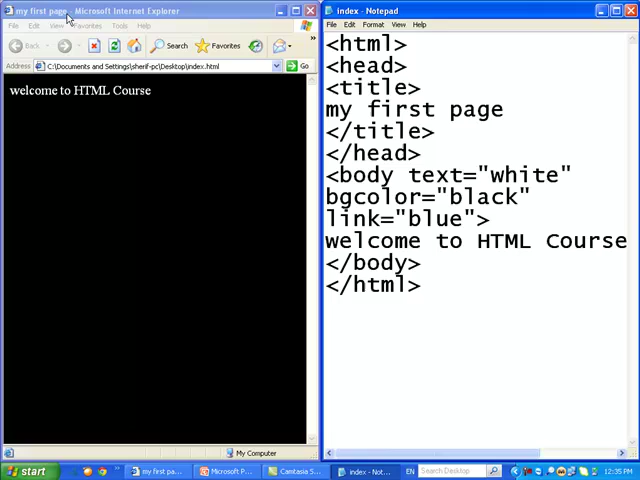 my first page - Microsoft Internet Explorer
File Edit View Favorites Tools Help
Back Search Favorites
Address C:\Documents and Settings\sherif-pc\Desktop\index.html Go
welcome to HTML Course
My Computer
index - Notepad
File Edit Format View Help
<html>
<head>
<title>
my first page
</title>
</head>
<body text="white"
bgcolor="black"
link="blue">
welcome to HTML Course
</body>
</html>
start my first pa... Microsoft P... Camtasia S... index - Not... EN Search Desktop 12:35 PM